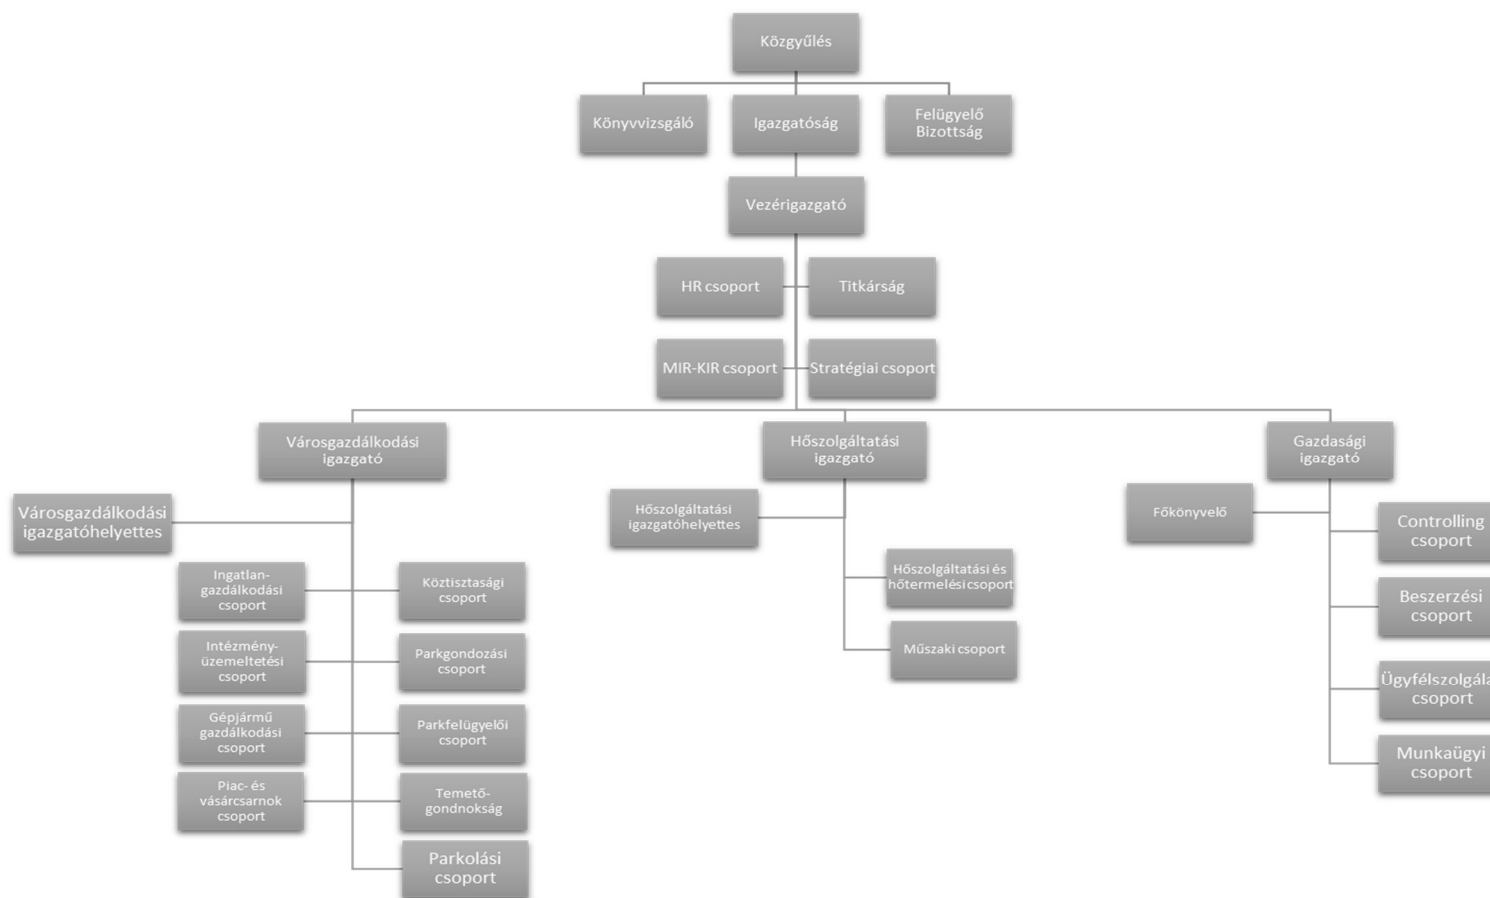 Közgyűlés
Könyvvizsgáló
Igazgatóság
Felügyelő
Bizottság
Vezérigazgató
HR csoport
Titkárság
MIR-KIR csoport
Stratégiai csoport
Városgazdálkodási
igazgató
Hőszolgáltatási
igazgató
Gazdasági
igazgató
Városgazdálkodási
igazgatóhelyettes
Hőszolgáltatási
igazgatóhelyettes
Főkönyvelő
Controlling
csoport
Ingatlan-
gazdálkodási
csoport
Köztisztasági
csoport
Hőszolgáltatási és
hőtermelési csoport
Beszerzési
csoport
Intézmény-
üzemeltetési
csoport
Parkgondozási
csoport
Műszaki csoport
Ügyfélszolgála
csoport
Gépjármű
gazdálkodási
csoport
Parkfelügyelői
csoport
Munkaügyi
csoport
Piac- és
vásárcsarnok
csoport
Temető-
gondnokság
Parkolási
csoport